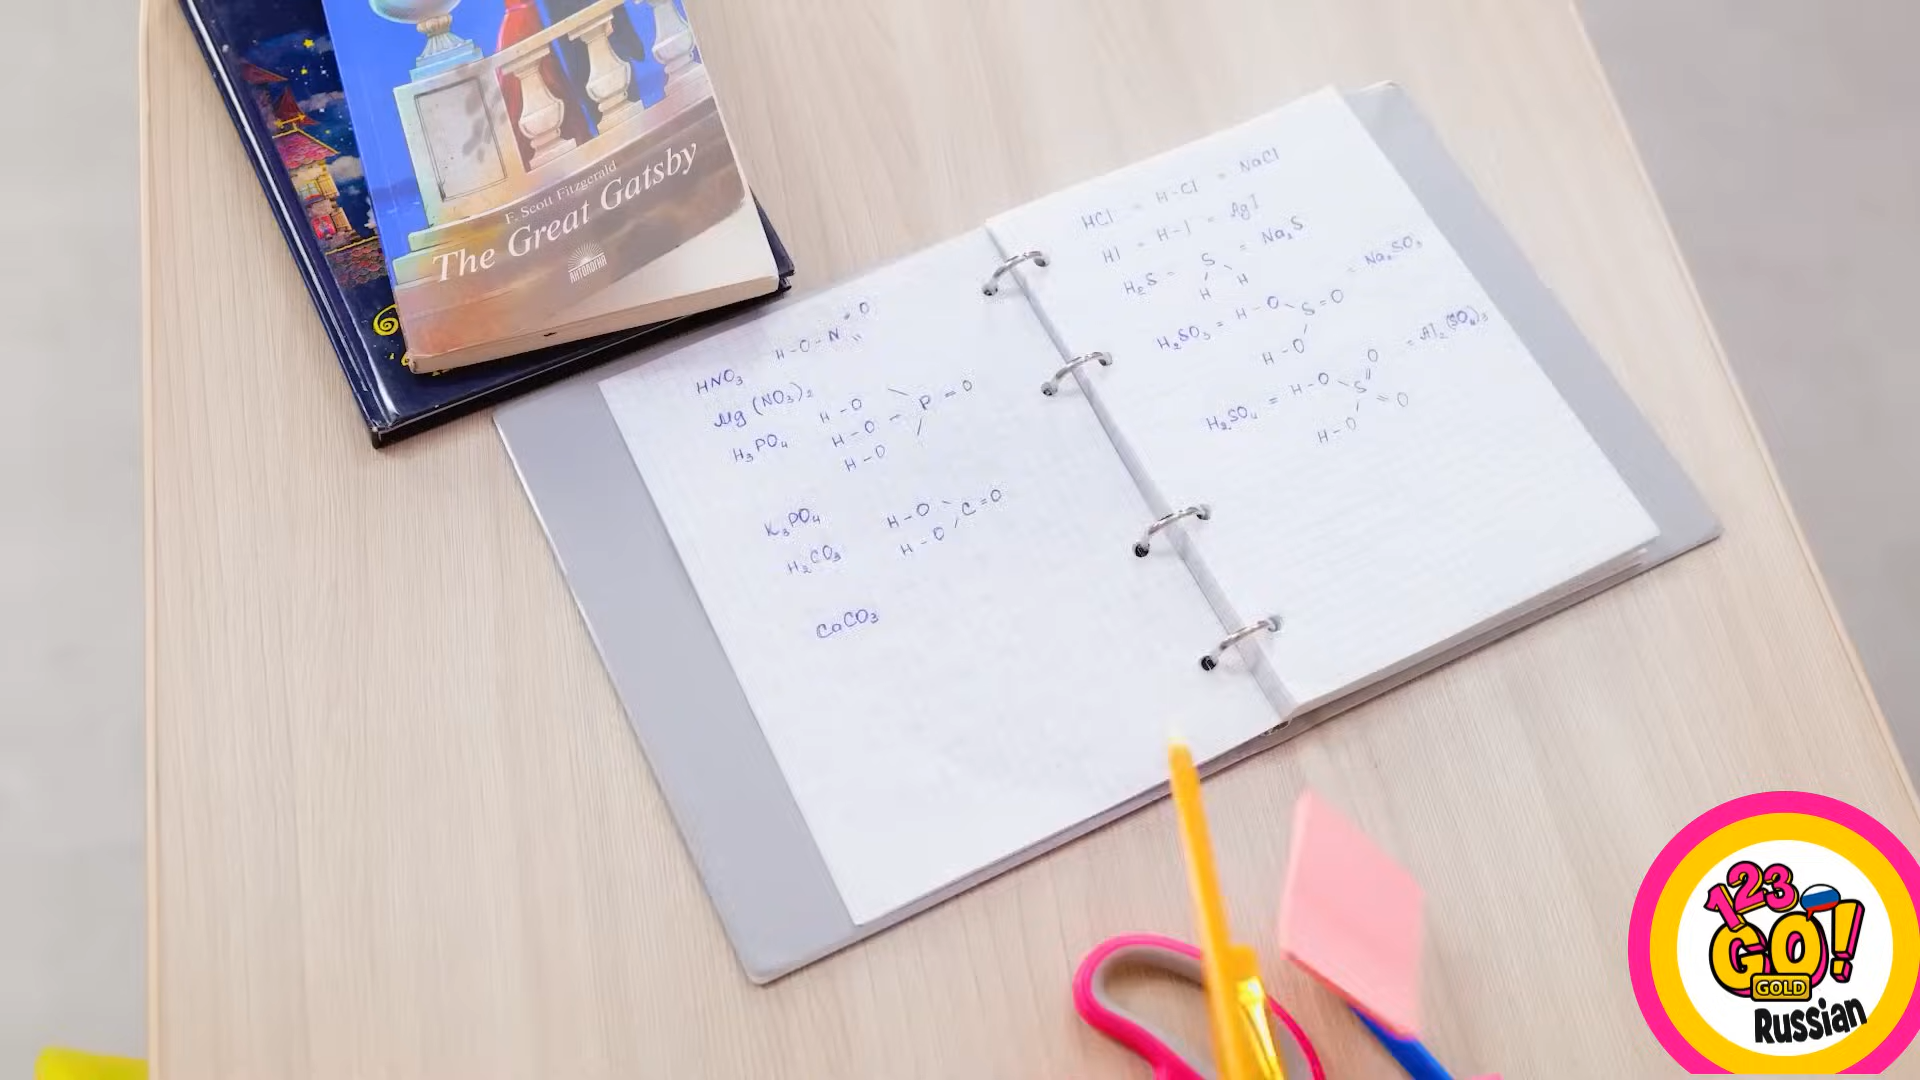 F. Scott Fitzgerald
The Great Gatsby
АНТОЛОГИЯ
HNO₃ H-O-N=O
Mg(NO₃)₂
H₃PO₄ H-O
H-O P=O
H-O
K₃PO₄ H-O C=O
H₂CO₃ H-O
CaCO₃
HCl = H-Cl = NaCl
HI = H-I = AgI
H₂S = S = Na₂S
H H
H₂SO₃ = H-O S=O = Na₂SO₃
H-O
H₂SO₄ = H-O S O = Al₂(SO₄)₃
O
H-O
123
GO!
GOLD
Russian